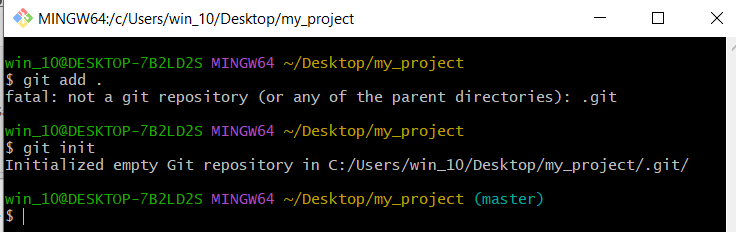 MINGW64:/c/Users/win_10/Desktop/my_project
win_10@DESKTOP-7B2LD2S MINGW64 ~/Desktop/my_project
$ git add .
fatal: not a git repository (or any of the parent directories): .git
win_10@DESKTOP-7B2LD2S MINGW64 ~/Desktop/my_project
$ git init
Initialized empty Git repository in C:/Users/win_10/Desktop/my_project/.git/
win_10@DESKTOP-7B2LD2S MINGW64 ~/Desktop/my_project (master)
$